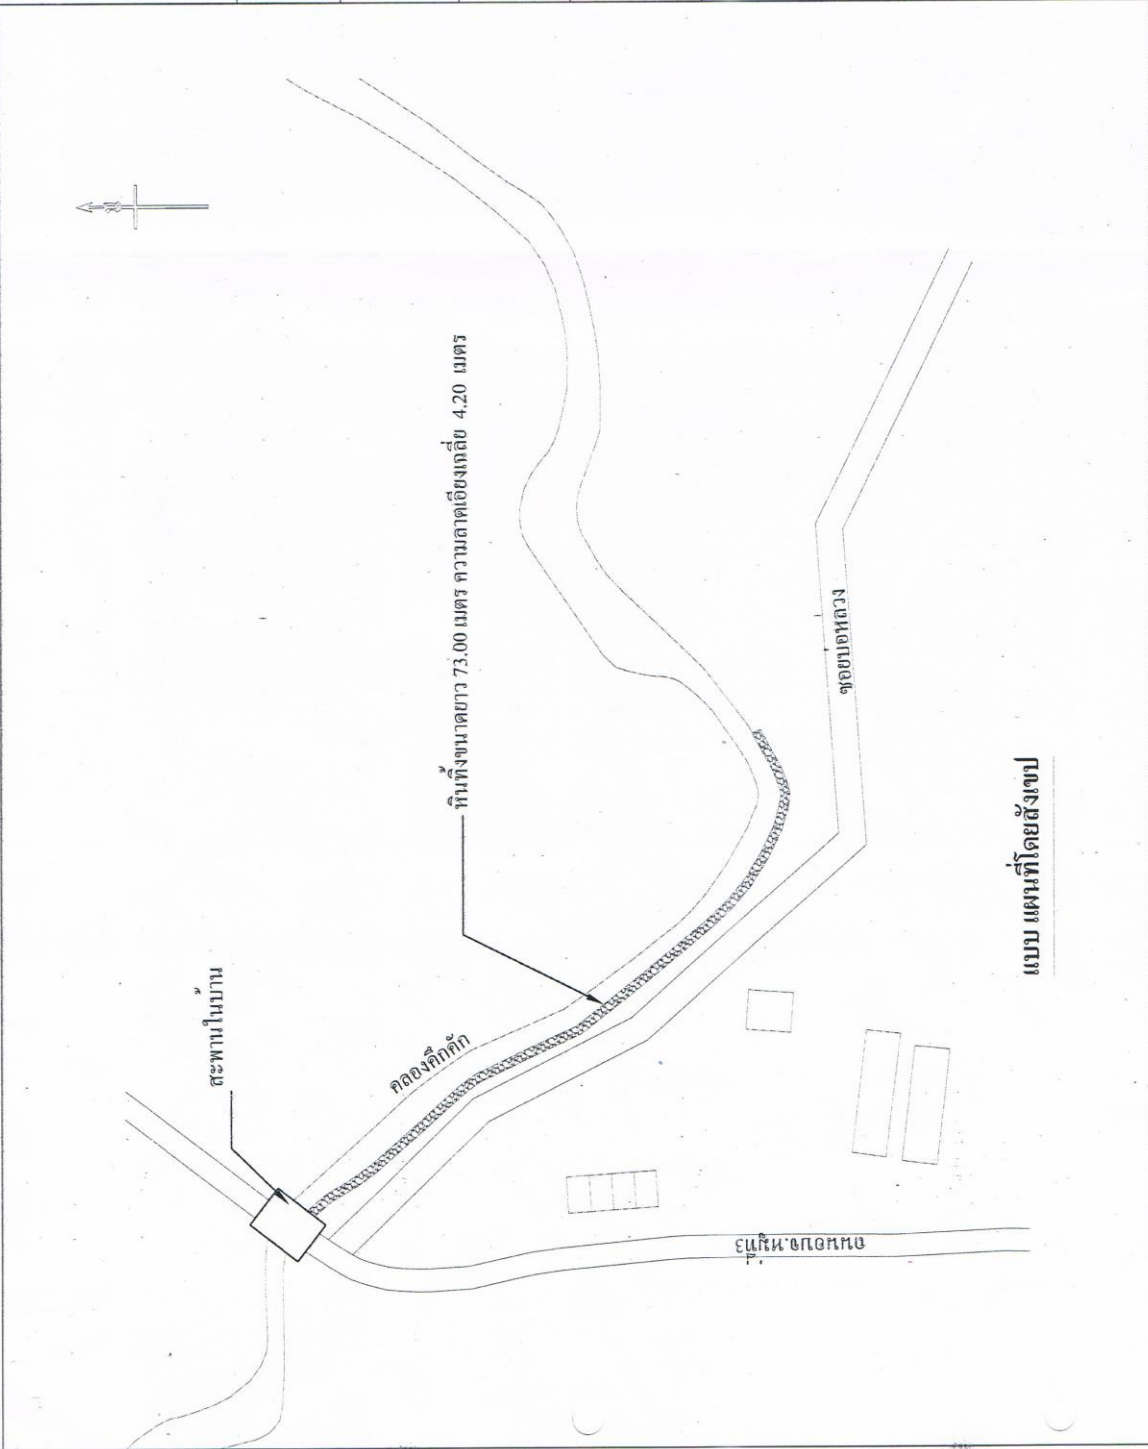 น
สะพานในบ้าน
คลองคึกคัก
หินทิ้งขนาดยาว 73.00 เมตร ความลาดเอียงเฉลี่ย 4.20 เมตร
ซอยบ่อหลวง
ถนนอบจ.หมู่ที่3
แบบ แผนที่โดยสังเขป